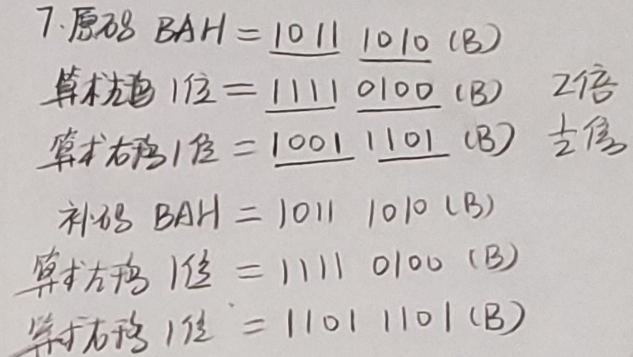 7.原码 BAH = 1011 1010 (B)
算术左移 1位 = 1111 0100 (B) 2倍
算术右移 1位 = 1001 1101 (B) 1/2倍
补码 BAH = 1011 1010 (B)
算术左移 1位 = 1111 0100 (B)
算术右移 1位 = 1101 1101 (B)